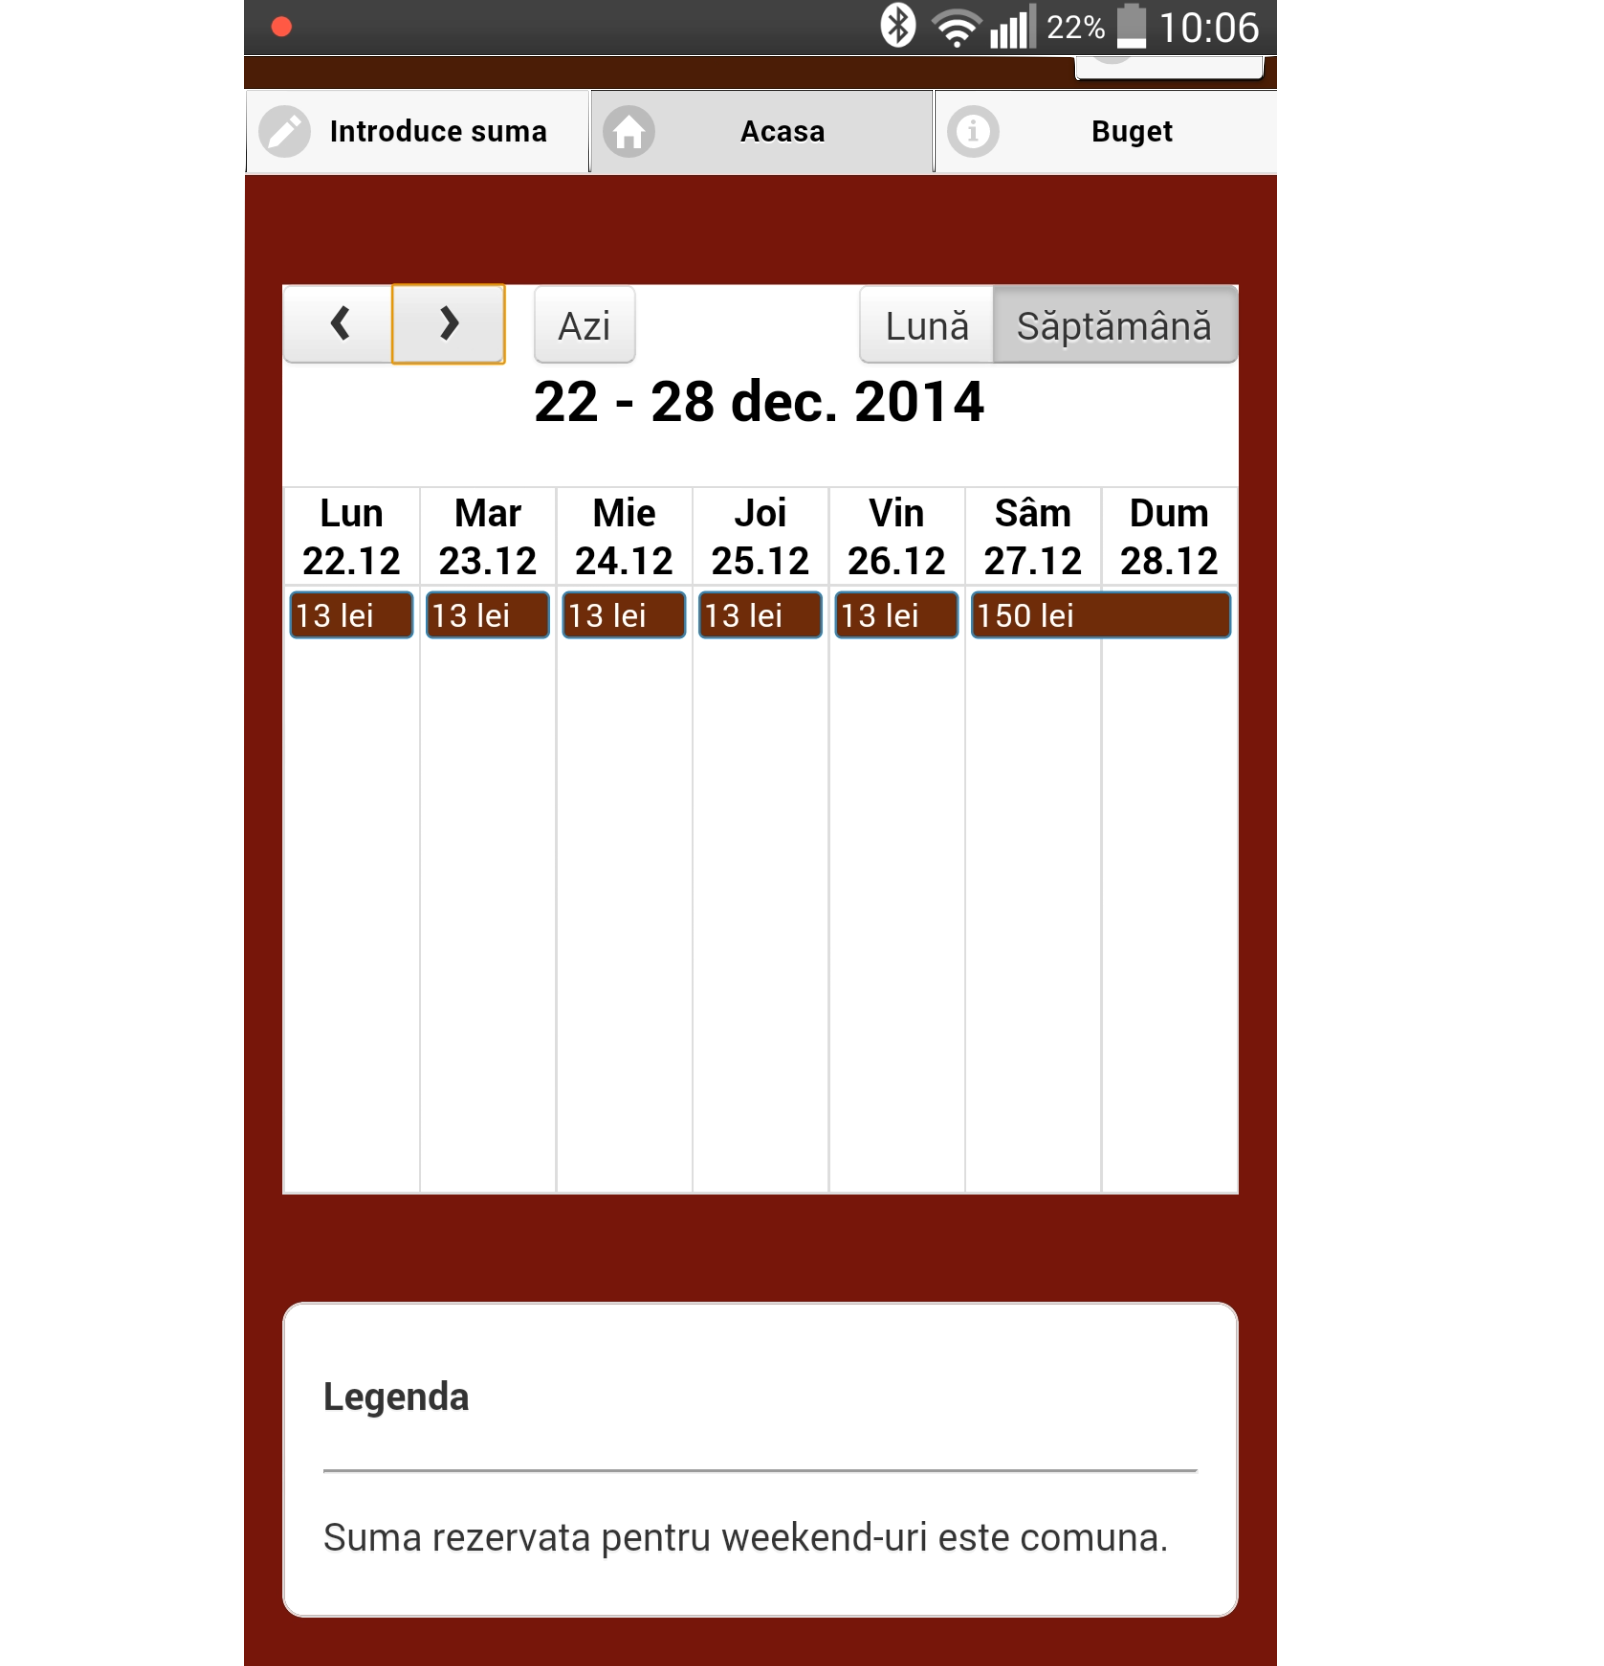 22% 10:06
Introduce suma Acasa Buget
Azi Lună Săptămână
22 - 28 dec. 2014
Lun Mar Mie Joi Vin Sâm Dum
22.12 23.12 24.12 25.12 26.12 27.12 28.12
13 lei 13 lei 13 lei 13 lei 13 lei 150 lei
Legenda
Suma rezervata pentru weekend-uri este comuna.